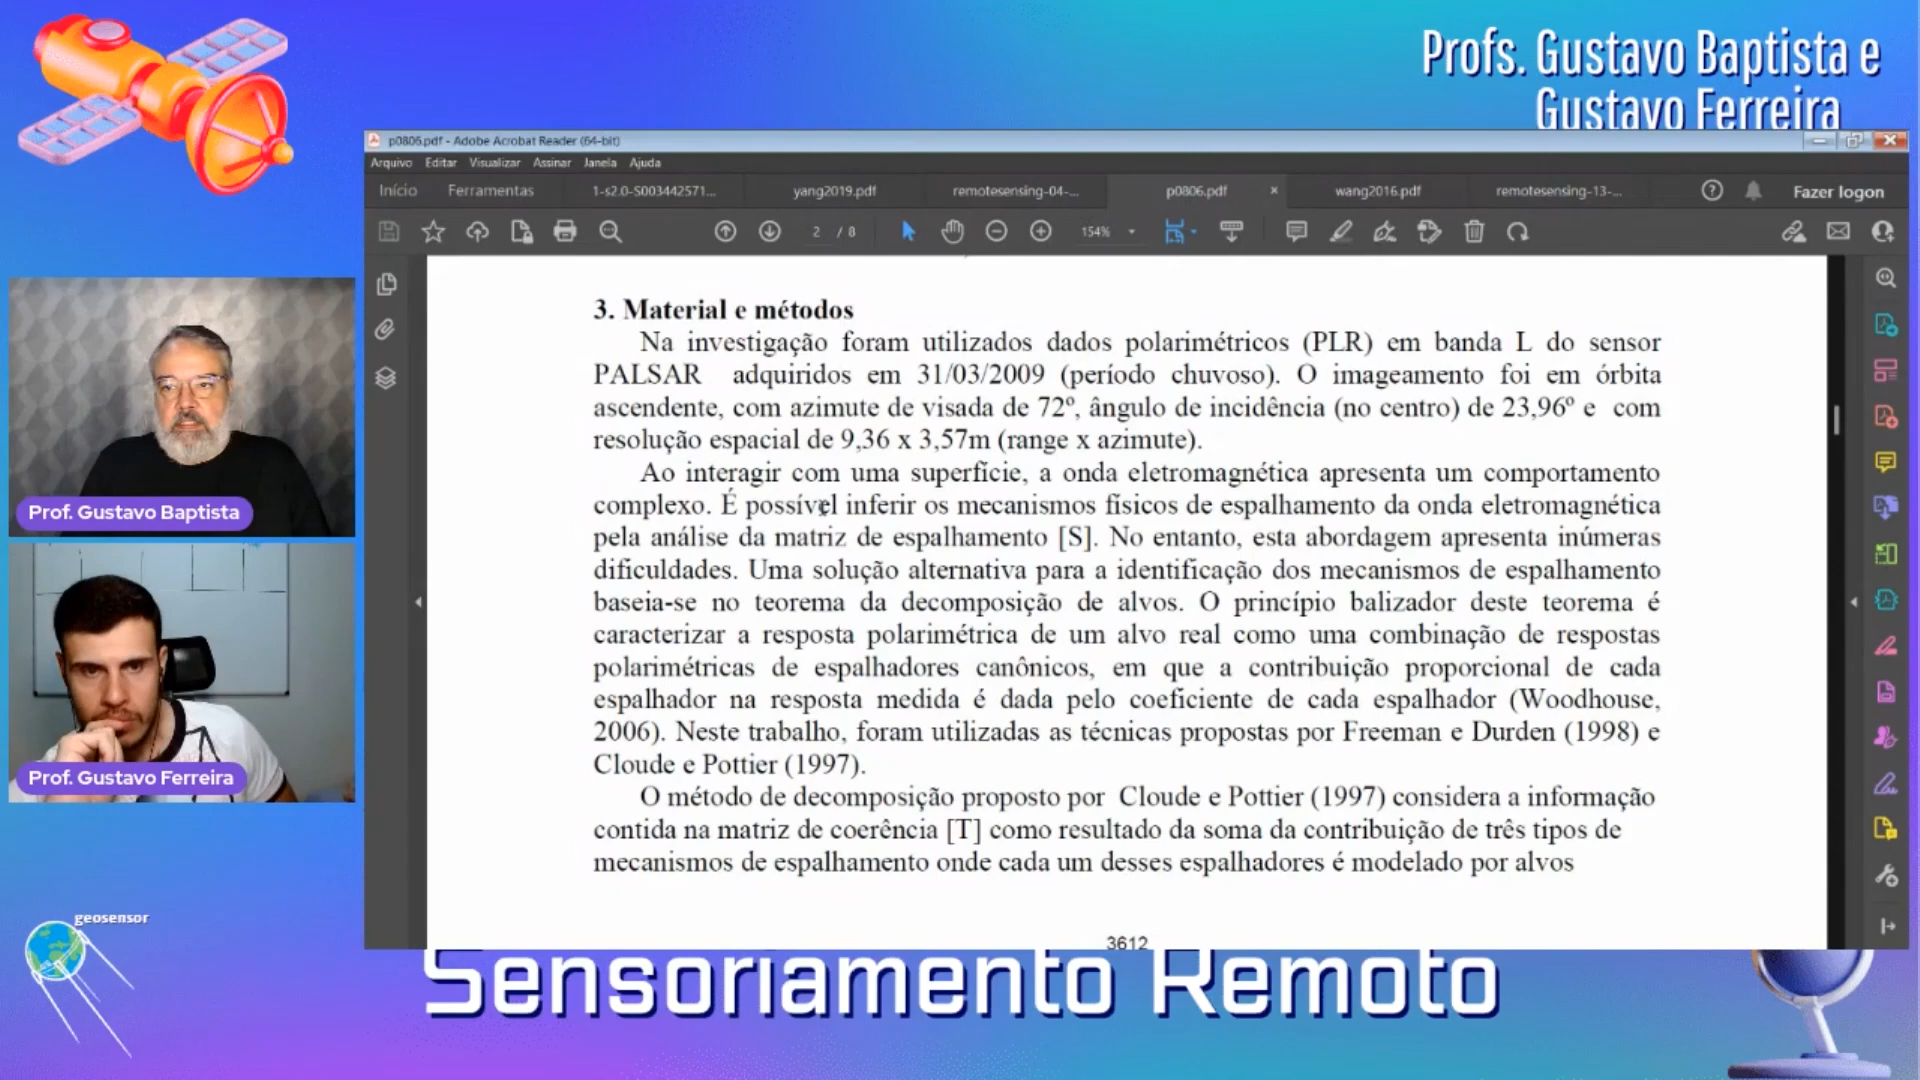 Profs. Gustavo Baptista e
Gustavo Ferreira
p0806.pdf - Adobe Acrobat Reader (64-bit)
Arquivo Editar Visualizar Assinar Janela Ajuda
Início Ferramentas 1-s2.0-S003442571... yang2019.pdf remotesensing-04-... p0806.pdf × wang2016.pdf remotesensing-13-... Fazer logon
2 / 8 154%
3. Material e métodos
Na investigação foram utilizados dados polarimétricos (PLR) em banda L do sensor
PALSAR adquiridos em 31/03/2009 (período chuvoso). O imageamento foi em órbita
ascendente, com azimute de visada de 72º, ângulo de incidência (no centro) de 23,96º e com
resolução espacial de 9,36 x 3,57m (range x azimute).
Ao interagir com uma superfície, a onda eletromagnética apresenta um comportamento
complexo. É possível inferir os mecanismos físicos de espalhamento da onda eletromagnética
pela análise da matriz de espalhamento [S]. No entanto, esta abordagem apresenta inúmeras
dificuldades. Uma solução alternativa para a identificação dos mecanismos de espalhamento
baseia-se no teorema da decomposição de alvos. O princípio balizador deste teorema é
caracterizar a resposta polarimétrica de um alvo real como uma combinação de respostas
polarimétricas de espalhadores canônicos, em que a contribuição proporcional de cada
espalhador na resposta medida é dada pelo coeficiente de cada espalhador (Woodhouse,
2006). Neste trabalho, foram utilizadas as técnicas propostas por Freeman e Durden (1998) e
Cloude e Pottier (1997).
O método de decomposição proposto por Cloude e Pottier (1997) considera a informação
contida na matriz de coerência [T] como resultado da soma da contribuição de três tipos de
mecanismos de espalhamento onde cada um desses espalhadores é modelado por alvos
3612
Prof. Gustavo Baptista
Prof. Gustavo Ferreira
geosensor
Sensoriamento Remoto